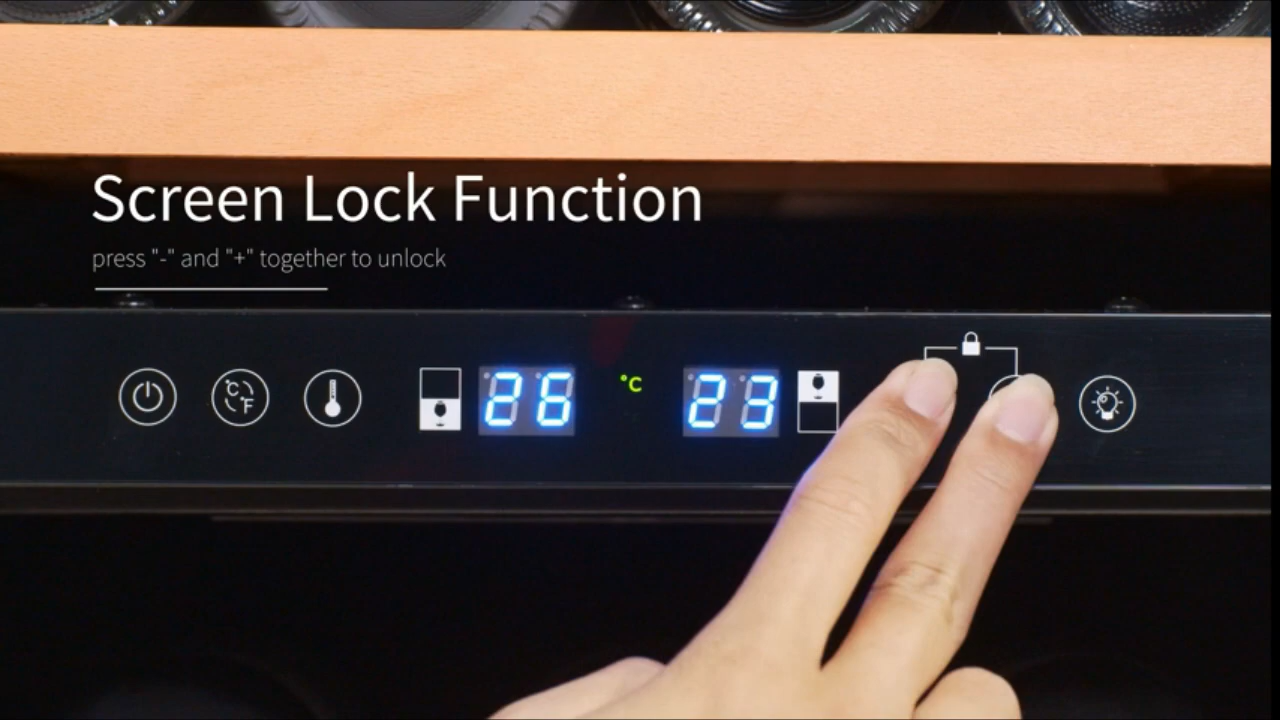 Screen Lock Function
press "-" and "+" together to unlock
°C °F 26 °C 23